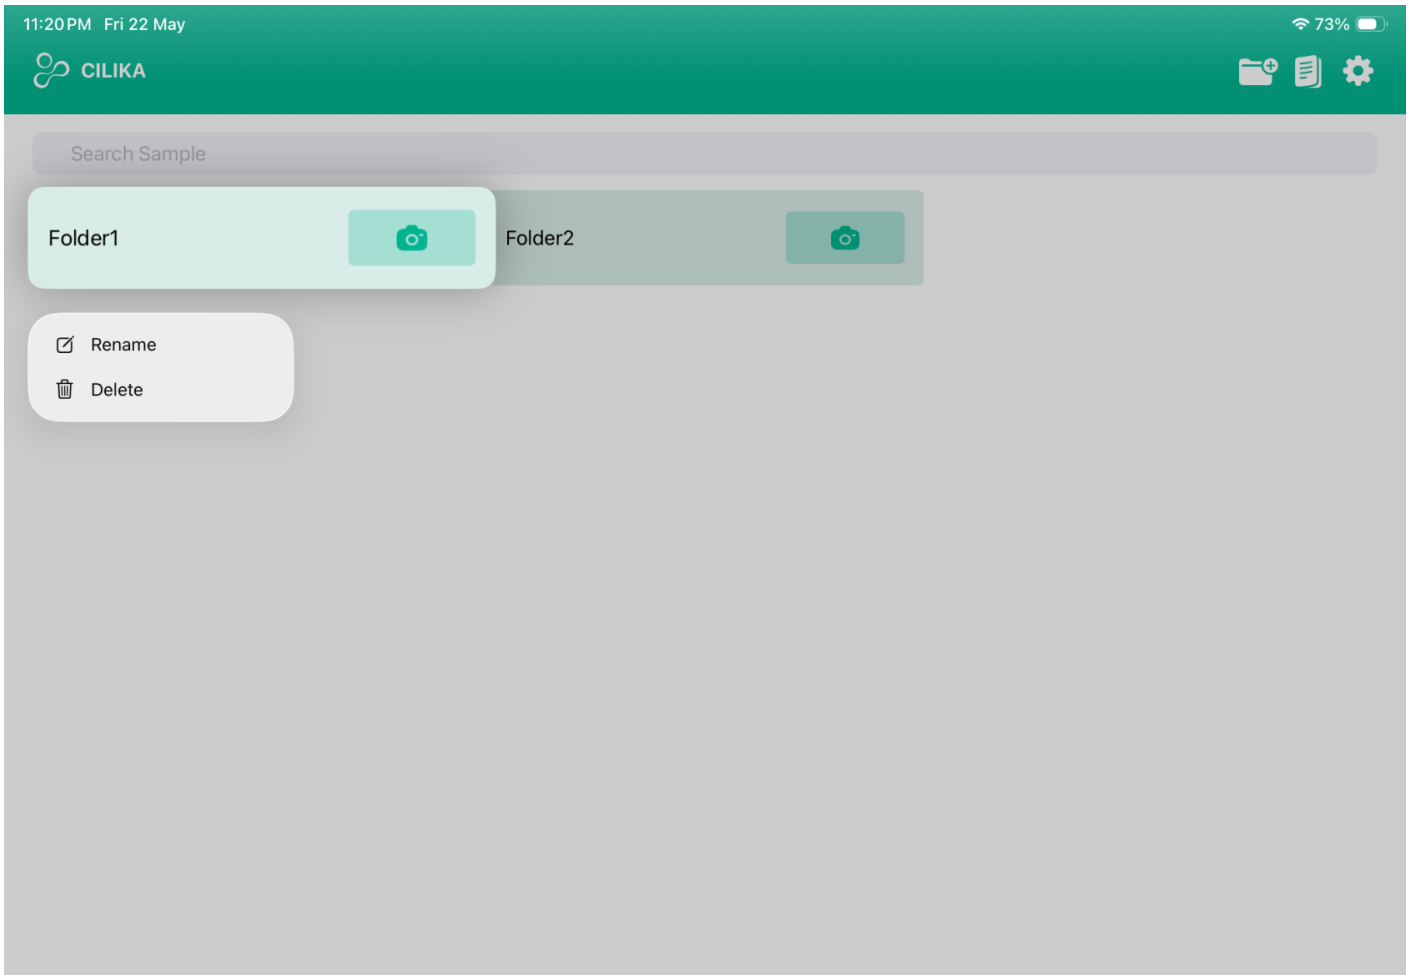 11:20 PM Fri 22 May
73%
CILIKA
Search Sample
Folder1
Folder2
Rename
Delete